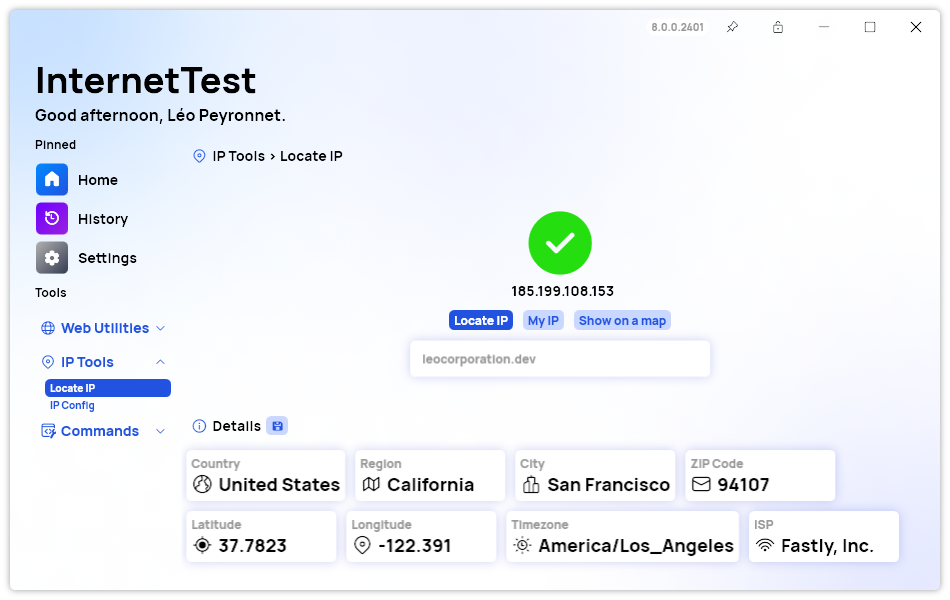 8.0.0.2401
InternetTest
Good afternoon, Léo Peyronnet.
Pinned
Home
History
Settings
Tools
Web Utilities
IP Tools
Locate IP
IP Config
Commands
IP Tools > Locate IP
185.199.108.153
Locate IP My IP Show on a map
leocorporation.dev
Details
Country Region City ZIP Code
United States California San Francisco 94107
Latitude Longitude Timezone ISP
37.7823 -122.391 America/Los_Angeles Fastly, Inc.